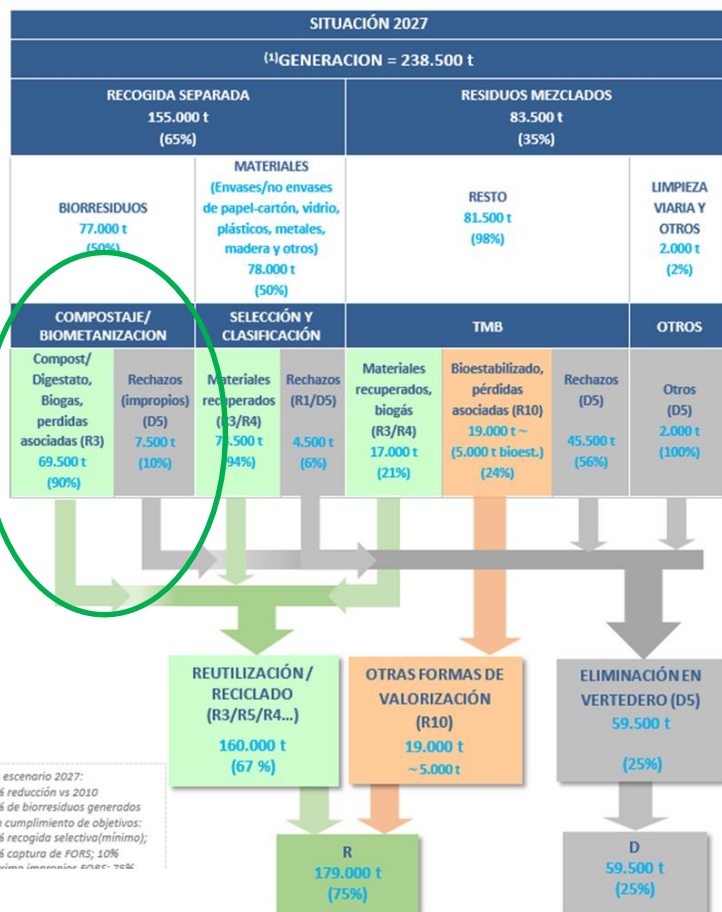 SITUACIÓN 2027
⁽¹⁾GENERACION = 238.500 t
RECOGIDA SEPARADA
155.000 t
(65%)
RESIDUOS MEZCLADOS
83.500 t
(35%)
BIORRESIDUOS
77.000 t
(50%)
MATERIALES
(Envases/no envases
de papel-cartón, vidrio,
plásticos, metales,
madera y otros)
78.000 t
(50%)
RESTO
81.500 t
(98%)
LIMPIEZA
VIARIA Y
OTROS
2.000 t
(2%)
COMPOSTAJE/
BIOMETANIZACION
SELECCIÓN Y
CLASIFICACIÓN
TMB
OTROS
Compost/
Digestato,
Biogas,
perdidas
asociadas (R3)
69.500 t
(90%)
Rechazos
(impropios)
(D5)
7.500 t
(10%)
Materiales
recuperados
(R3/R4)
(94%)
Rechazos
(R1/D5)
4.500 t
(6%)
Materiales
recuperados,
biogás
(R3/R4)
17.000 t
(21%)
Bioestabilizado,
pérdidas
asociadas (R10)
19.000 t ~
(5.000 t bioest.)
(24%)
Rechazos
(D5)
45.500 t
(56%)
Otros
(D5)
2.000 t
(100%)
REUTILIZACIÓN /
RECICLADO
(R3/R5/R4...)
160.000 t
(67 %)
OTRAS FORMAS DE
VALORIZACIÓN
(R10)
19.000 t
~ 5.000 t
ELIMINACIÓN EN
VERTEDERO (D5)
59.500 t
(25%)
escenario 2027:
% reducción vs 2010
% de biorresiduos generados
cumplimiento de objetivos:
% recogida selectiva(mínimo);
% captura de FORS; 10%
impropios FORS; 75%
R
179.000 t
(75%)
D
59.500 t
(25%)